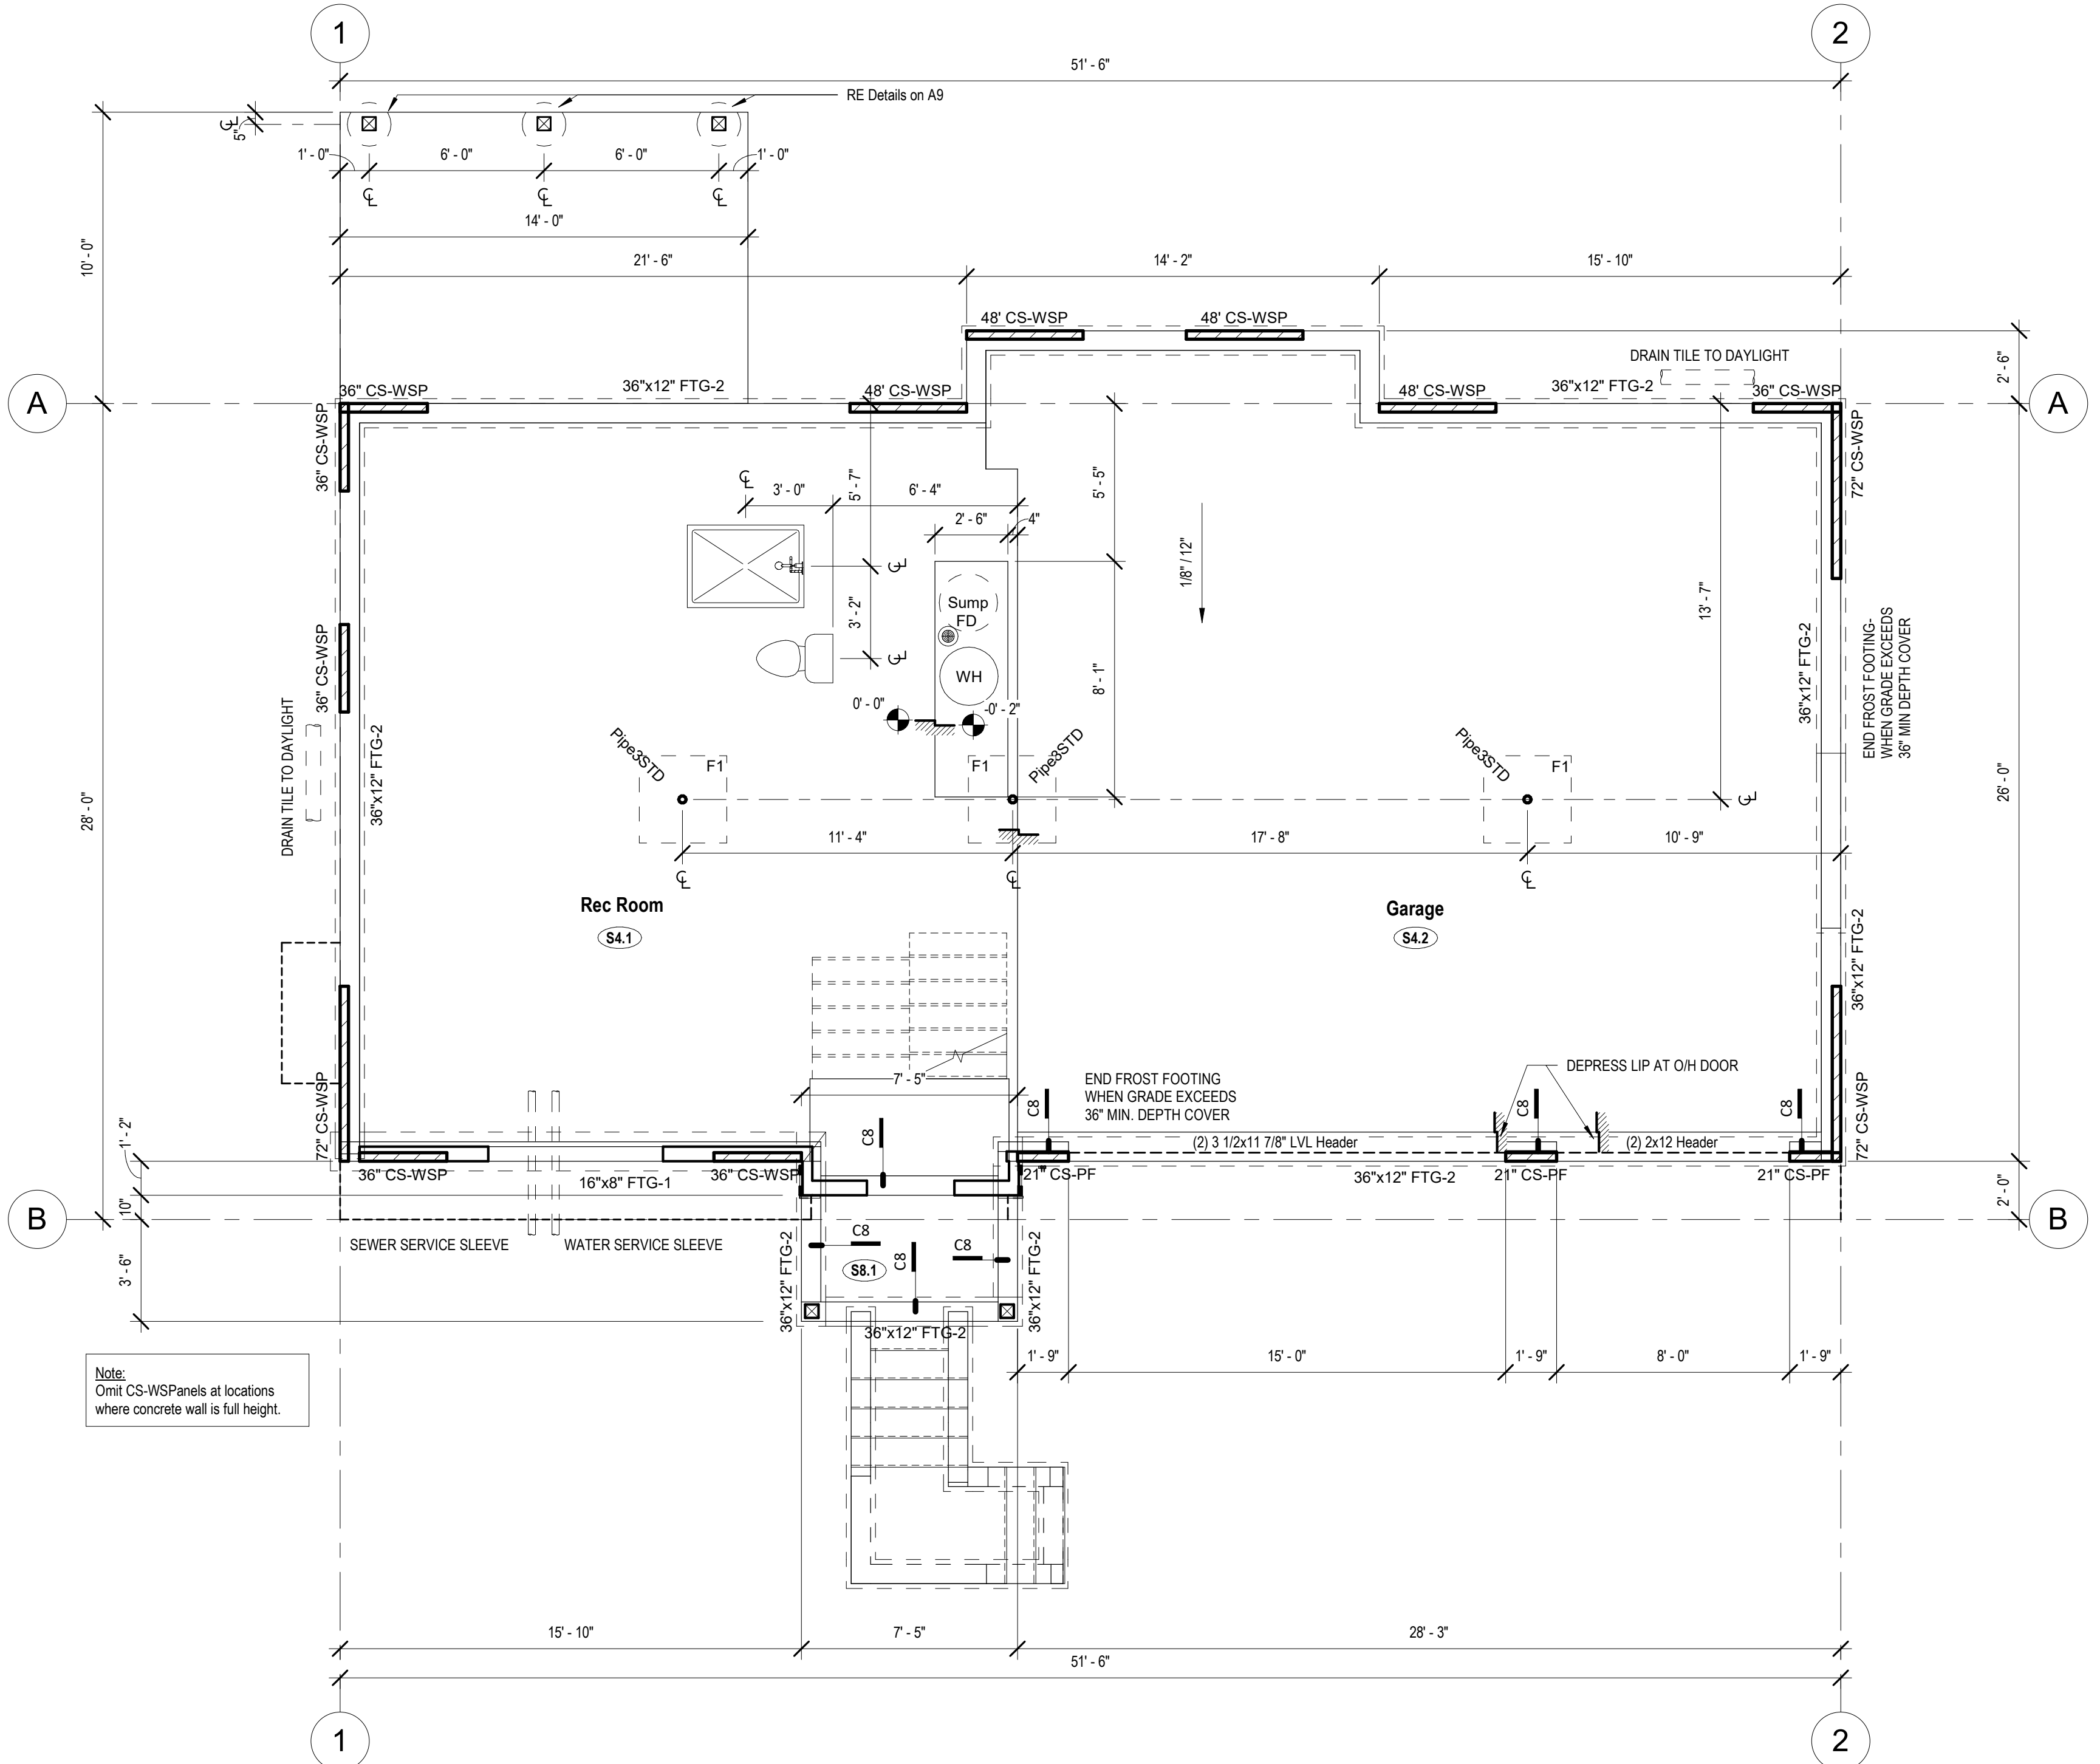 1
2
51' - 6"
RE Details on A9
5"
1' - 0"
6' - 0"
6' - 0"
1' - 0"
14' - 0"
10' - 0"
21' - 6"
14' - 2"
15' - 10"
48' CS-WSP
48' CS-WSP
DRAIN TILE TO DAYLIGHT
2' - 6"
A
36" CS-WSP
36"x12" FTG-2
48' CS-WSP
48' CS-WSP
36"x12" FTG-2
36" CS-WSP
A
36" CS-WSP
72" CS-WSP
3' - 0"
5' - 7"
6' - 4"
5' - 5"
2' - 6"
4"
1/8" / 12"
Sump
FD
3' - 2"
13' - 7"
36" CS-WSP
WH
8' - 1"
36"x12" FTG-2
END FROST FOOTING-
WHEN GRADE EXCEEDS
36" MIN DEPTH COVER
0' - 0"
-0' - 2"
DRAIN TILE TO DAYLIGHT
36"x12" FTG-2
Pipe3STD
F1
F1
Pipe3STD
Pipe3STD
F1
28' - 0"
26' - 0"
11' - 4"
17' - 8"
10' - 9"
Rec Room
S4.1
Garage
S4.2
36"x12" FTG-2
7' - 5"
END FROST FOOTING
WHEN GRADE EXCEEDS
36" MIN. DEPTH COVER
DEPRESS LIP AT O/H DOOR
72" CS-WSP
C8
C8
C8
C8
72" CS-WSP
(2) 3 1/2x11 7/8" LVL Header
(2) 2x12 Header
1' - 2"
36" CS-WSP
16"x8" FTG-1
36" CS-WSP
21" CS-PF
36"x12" FTG-2
21" CS-PF
21" CS-PF
10"
2' - 0"
B
B
SEWER SERVICE SLEEVE
WATER SERVICE SLEEVE
C8
C8
C8
S8.1
36"x12" FTG-2
36"x12" FTG-2
3' - 6"
36"x12" FTG-2
1' - 9"
15' - 0"
1' - 9"
8' - 0"
1' - 9"
Note:
Omit CS-WSPanels at locations
where concrete wall is full height.
15' - 10"
7' - 5"
28' - 3"
51' - 6"
1
2